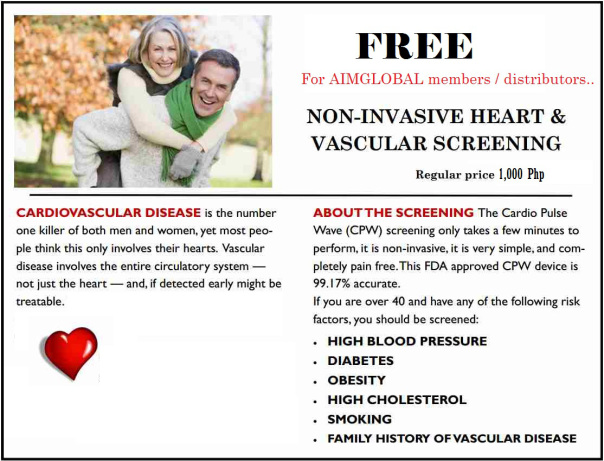 FREE
For AIMGLOBAL members / distributors..
NON-INVASIVE HEART &
VASCULAR SCREENING
Regular price 1,000 Php
CARDIOVASCULAR DISEASE is the number
one killer of both men and women, yet most peo-
ple think this only involves their hearts. Vascular
disease involves the entire circulatory system —
not just the heart — and, if detected early might be
treatable.
ABOUT THE SCREENING The Cardio Pulse
Wave (CPW) screening only takes a few minutes to
perform, it is non-invasive, it is very simple, and com-
pletely pain free. This FDA approved CPW device is
99.17% accurate.
If you are over 40 and have any of the following risk
factors, you should be screened:
• HIGH BLOOD PRESSURE
• DIABETES
• OBESITY
• HIGH CHOLESTEROL
• SMOKING
• FAMILY HISTORY OF VASCULAR DISEASE